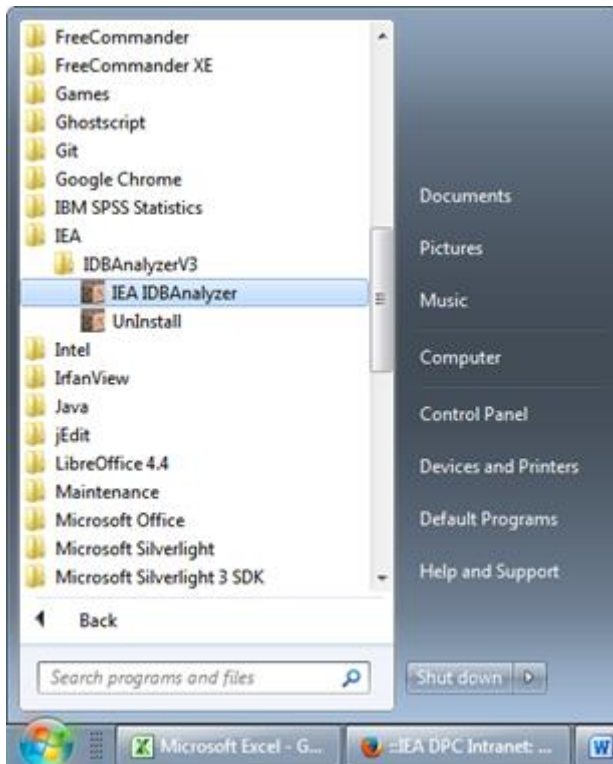 FreeCommander
FreeCommander XE
Games
Ghostscript
Git
Google Chrome
IBM SPSS Statistics
IEA
IDBAnalyzerV3
IEA IDBAnalyzer
UnInstall
Intel
IrfanView
Java
jEdit
LibreOffice 4.4
Maintenance
Microsoft Office
Microsoft Silverlight
Microsoft Silverlight 3 SDK
Back
Search programs and files
Documents
Pictures
Music
Computer
Control Panel
Devices and Printers
Default Programs
Help and Support
Shut down
Microsoft Excel - G...
::IEA DPC Intranet: ...
W